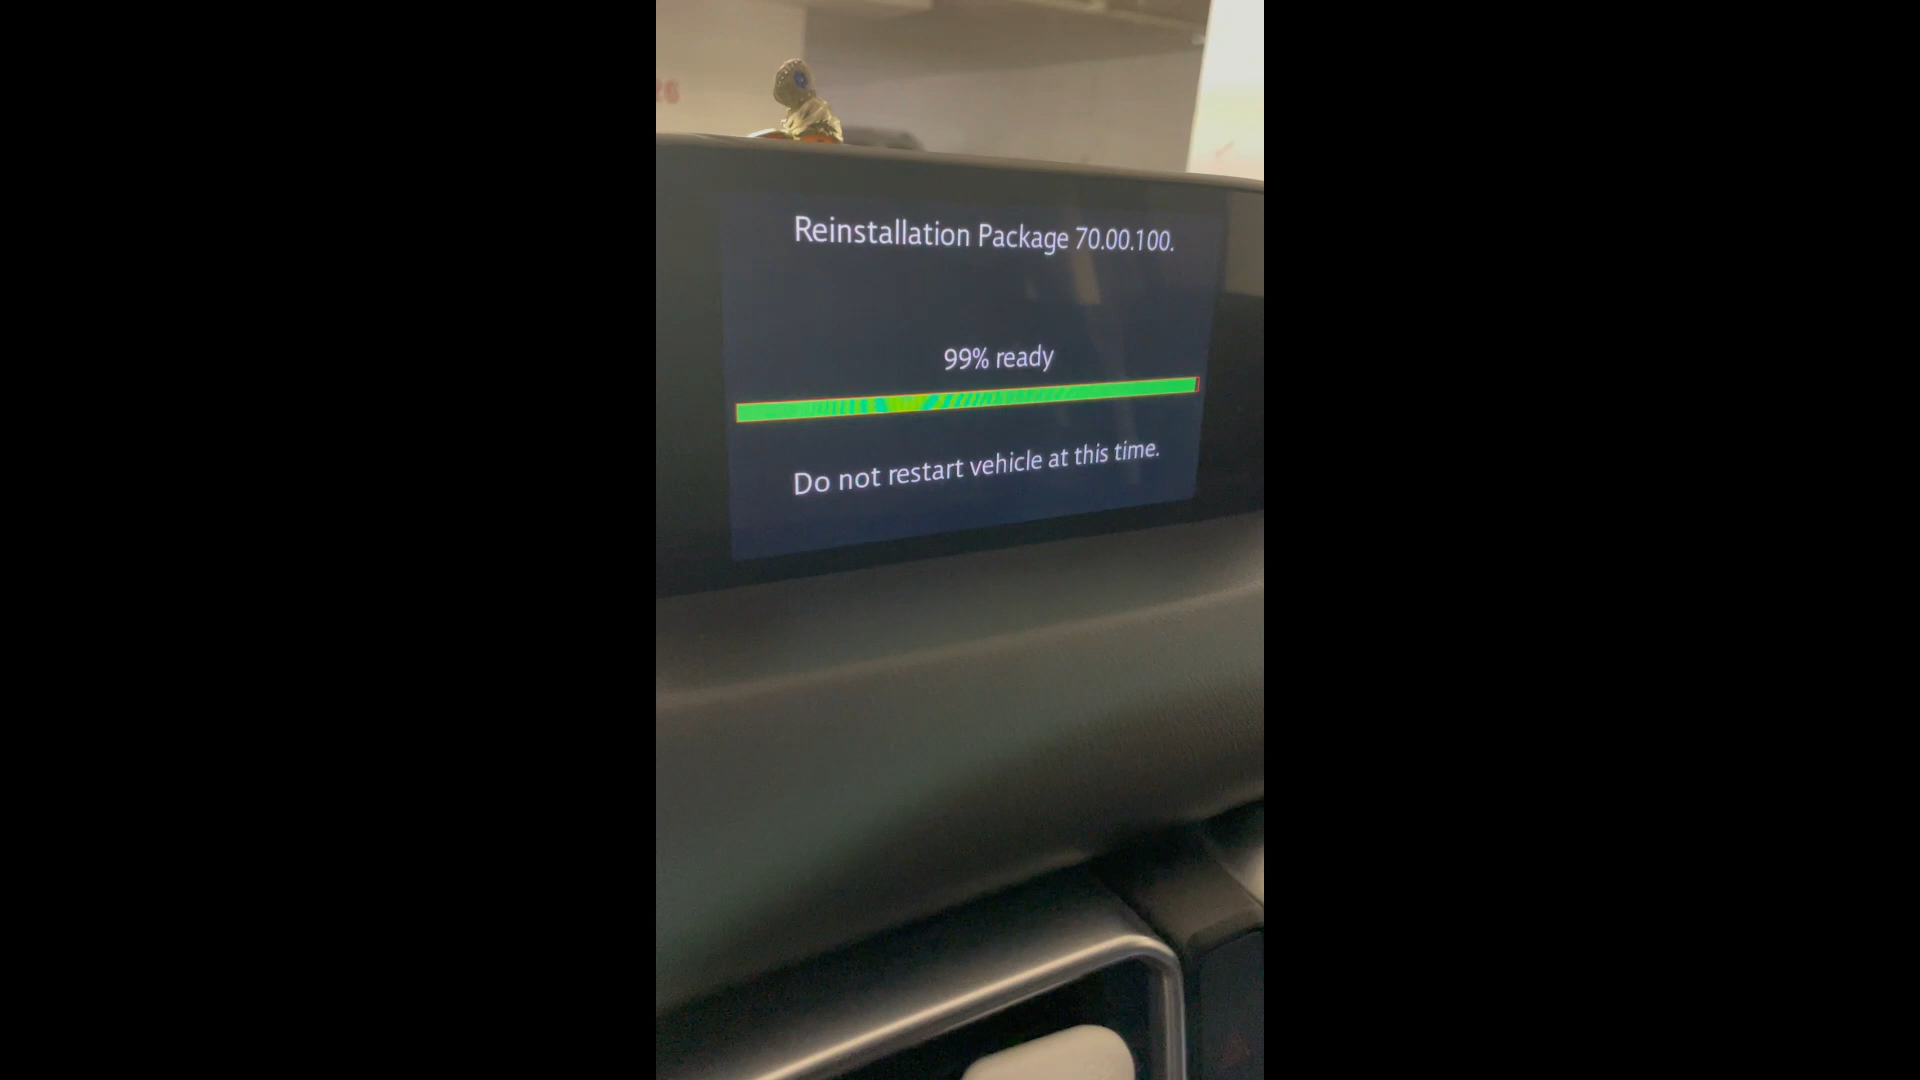 Reinstallation Package 70.00.100.
99% ready
Do not restart vehicle at this time.